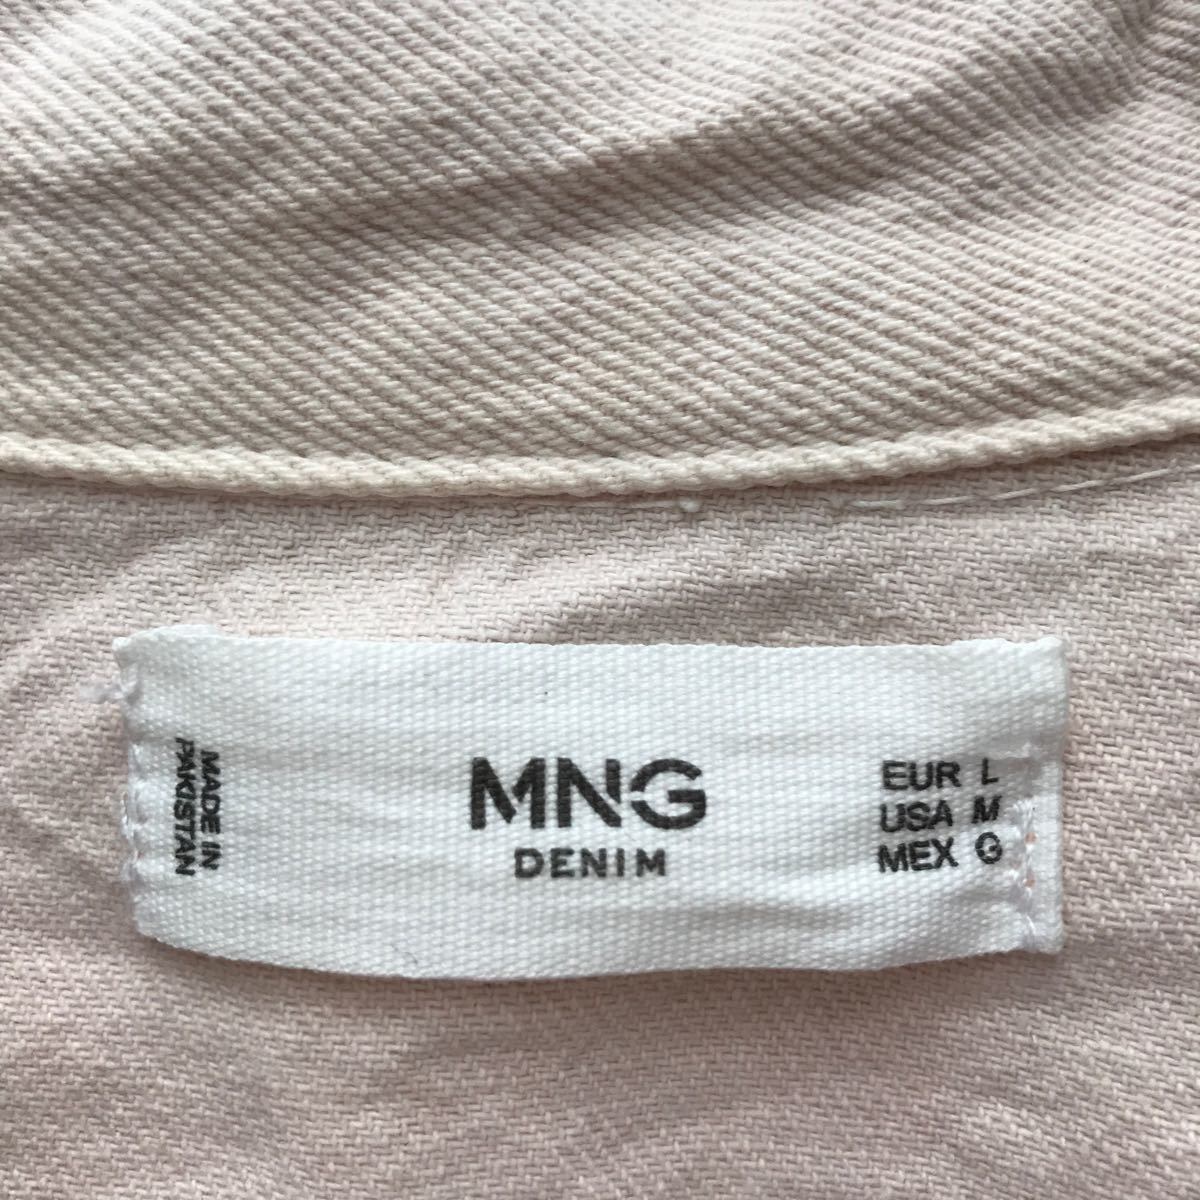 MADE IN
PAKISTAN
MNG
DENIM
EUR L
USA M
MEX G